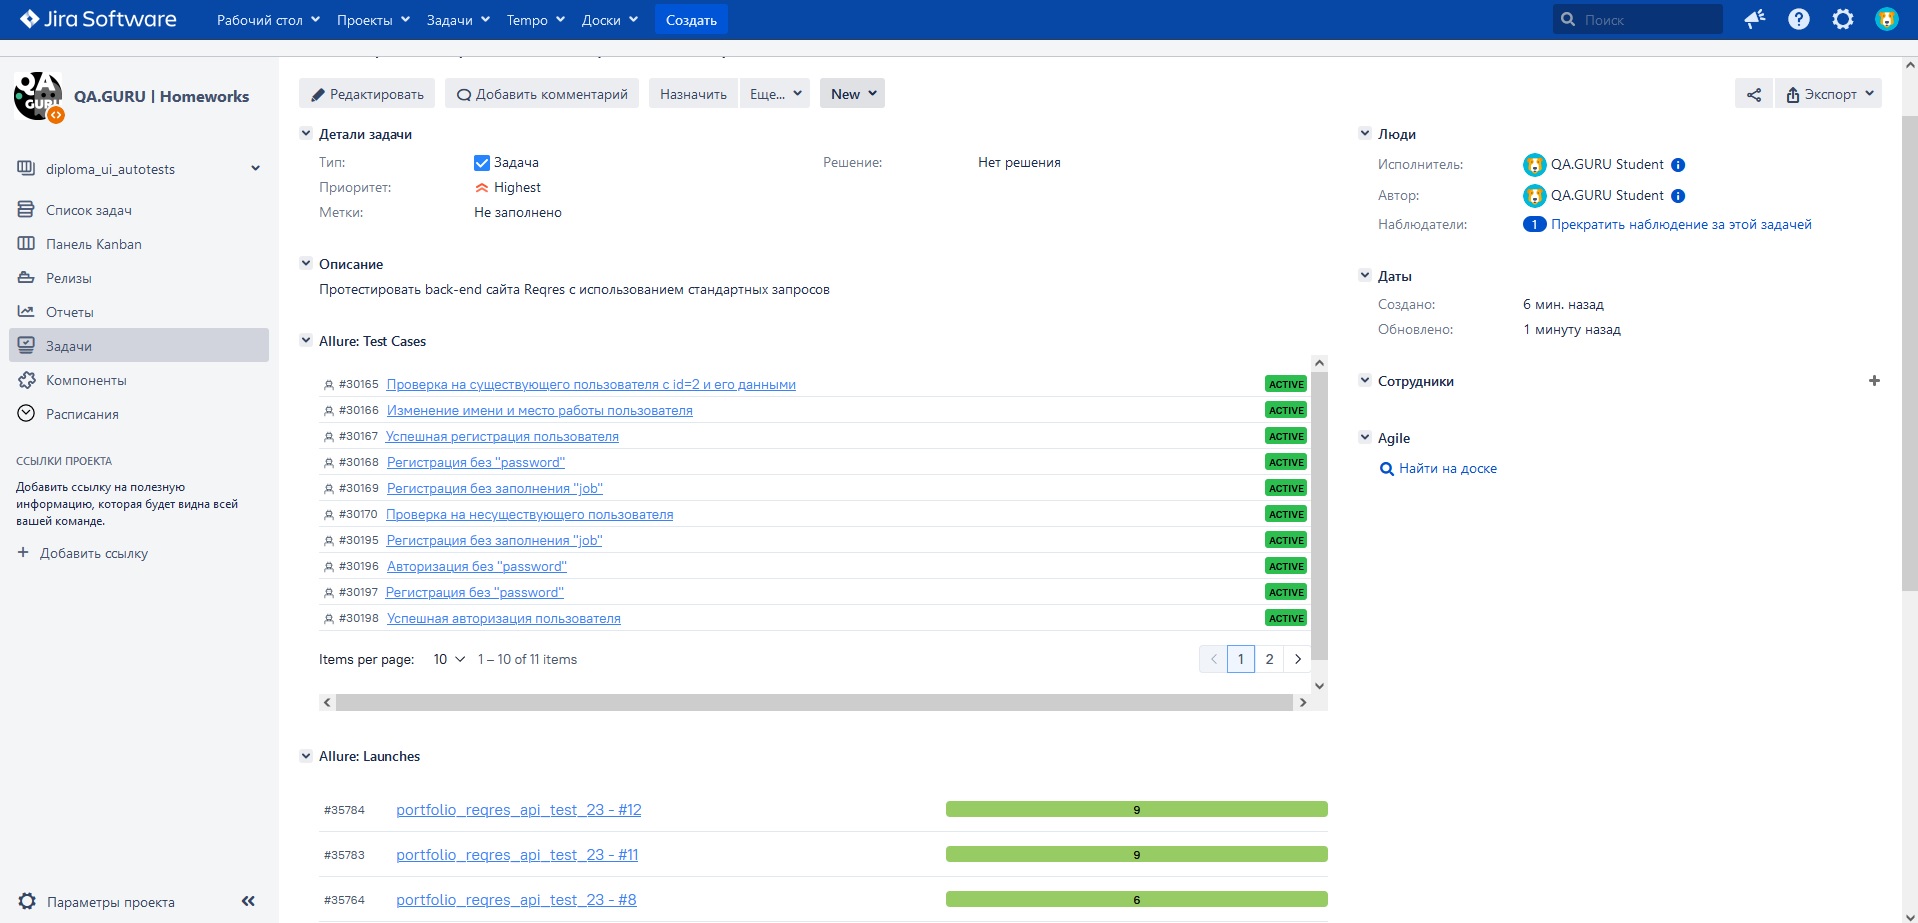 Jira Software Рабочий стол Проекты Задачи Tempo Доски Создать Поиск
QA GURU
QA.GURU | Homeworks
diploma_ui_autotests
Список задач
Панель Kanban
Релизы
Отчеты
Задачи
Компоненты
Расписания
ССЫЛКИ ПРОЕКТА
Добавить ссылку на полезную
информацию, которая будет видна всей
вашей команде.
+ Добавить ссылку
Параметры проекта
Редактировать Добавить комментарий Назначить Еще... New Экспорт
Детали задачи
Тип: Задача Решение: Нет решения
Приоритет: Highest
Метки: Не заполнено
Описание
Протестировать back-end сайта Reqres с использованием стандартных запросов
Allure: Test Cases
#30165 Проверка на существующего пользователя с id=2 и его данными ACTIVE
#30166 Изменение имени и место работы пользователя ACTIVE
#30167 Успешная регистрация пользователя ACTIVE
#30168 Регистрация без "password" ACTIVE
#30169 Регистрация без заполнения "job" ACTIVE
#30170 Проверка на несуществующего пользователя ACTIVE
#30195 Регистрация без заполнения "job" ACTIVE
#30196 Авторизация без "password" ACTIVE
#30197 Регистрация без "password" ACTIVE
#30198 Успешная авторизация пользователя ACTIVE
Items per page: 10 1 – 10 of 11 items 1 2
Allure: Launches
#35784 portfolio_reqres_api_test_23 - #12 9
#35783 portfolio_reqres_api_test_23 - #11 9
#35764 portfolio_reqres_api_test_23 - #8 6
Люди
Исполнитель: QA.GURU Student
Автор: QA.GURU Student
Наблюдатели: 1 Прекратить наблюдение за этой задачей
Даты
Создано: 6 мин. назад
Обновлено: 1 минуту назад
Сотрудники
Agile
Найти на доске